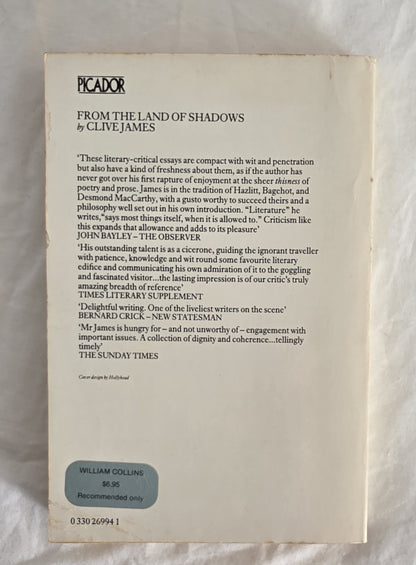 PICADOR
FROM THE LAND OF SHADOWS
by CLIVE JAMES
'These literary-critical essays are compact with wit and penetration
but also have a kind of freshness about them, as if the author has
never got over his first rapture of enjoyment at the sheer thisness of
poetry and prose. James is in the tradition of Hazlitt, Bagehot, and
Desmond MacCarthy, with a gusto worthy to succeed theirs and a
philosophy well set out in his own introduction. "Literature" he
writes, "says most things itself, when it is allowed to." Criticism like
this expands that allowance and adds to its pleasure'
JOHN BAYLEY – THE OBSERVER
'His outstanding talent is as a cicerone, guiding the ignorant traveller
with patience, knowledge and wit round some favourite literary
edifice and communicating his own admiration of it to the goggling
and fascinated visitor...the lasting impression is of our critic's truly
amazing breadth of reference'
TIMES LITERARY SUPPLEMENT
'Delightful writing. One of the liveliest writers on the scene'
BERNARD CRICK – NEW STATESMAN
'Mr James is hungry for – and not unworthy of – engagement with
important issues. A collection of dignity and coherence...tellingly
timely'
THE SUNDAY TIMES
Cover design by Hollyhead
WILLIAM COLLINS
$6.95
Recommended only
0 330 26994 1